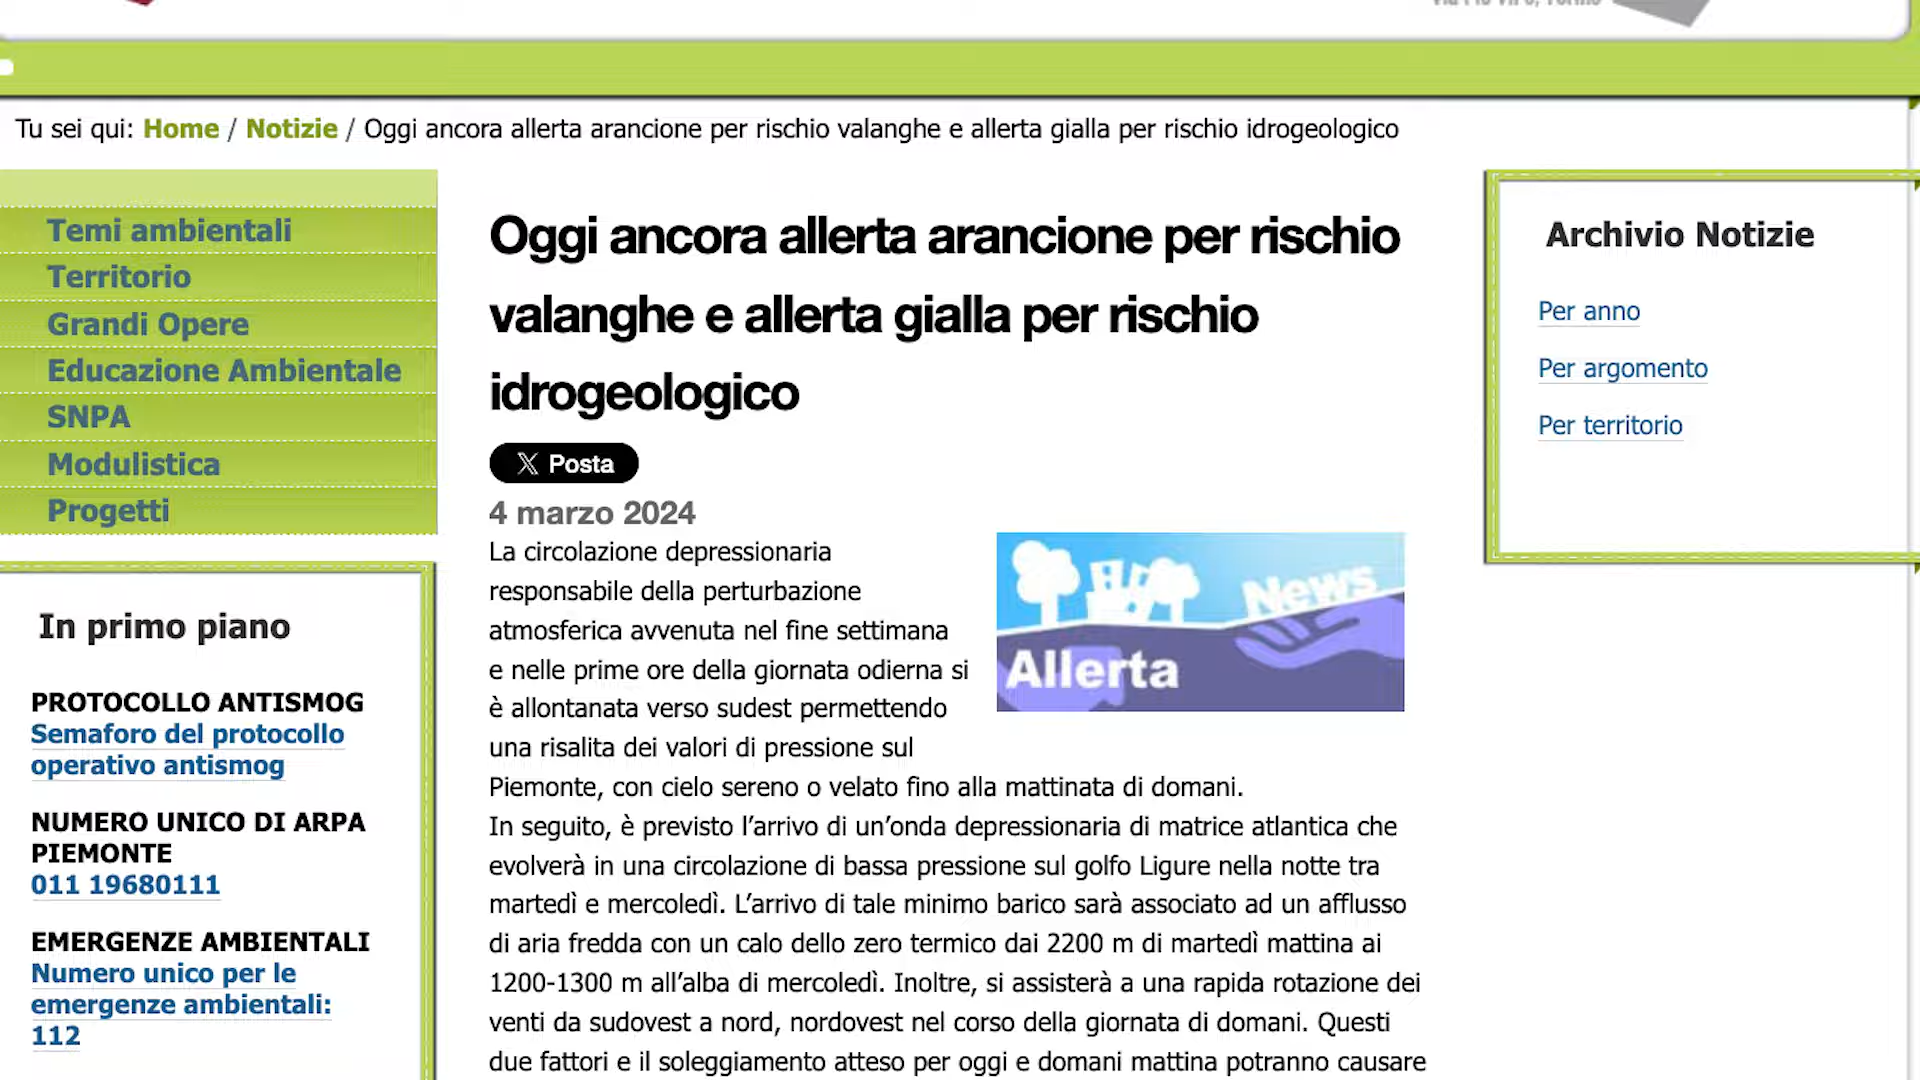 Tu sei qui: Home / Notizie / Oggi ancora allerta arancione per rischio valanghe e allerta gialla per rischio idrogeologico
Temi ambientali
Territorio
Grandi Opere
Educazione Ambientale
SNPA
Modulistica
Progetti
In primo piano
PROTOCOLLO ANTISMOG
Semaforo del protocollo
operativo antismog
NUMERO UNICO DI ARPA
PIEMONTE
011 19680111
EMERGENZE AMBIENTALI
Numero unico per le
emergenze ambientali:
112
Oggi ancora allerta arancione per rischio
valanghe e allerta gialla per rischio
idrogeologico
X Posta
4 marzo 2024
La circolazione depressionaria
responsabile della perturbazione
atmosferica avvenuta nel fine settimana
e nelle prime ore della giornata odierna si
è allontanata verso sudest permettendo
una risalita dei valori di pressione sul
Piemonte, con cielo sereno o velato fino alla mattinata di domani.
In seguito, è previsto l’arrivo di un’onda depressionaria di matrice atlantica che
evolverà in una circolazione di bassa pressione sul golfo Ligure nella notte tra
martedì e mercoledì. L’arrivo di tale minimo barico sarà associato ad un afflusso
di aria fredda con un calo dello zero termico dai 2200 m di martedì mattina ai
1200-1300 m all’alba di mercoledì. Inoltre, si assisterà a una rapida rotazione dei
venti da sudovest a nord, nordovest nel corso della giornata di domani. Questi
due fattori e il soleggiamento atteso per oggi e domani mattina potranno causare
News
Allerta
Archivio Notizie
Per anno
Per argomento
Per territorio